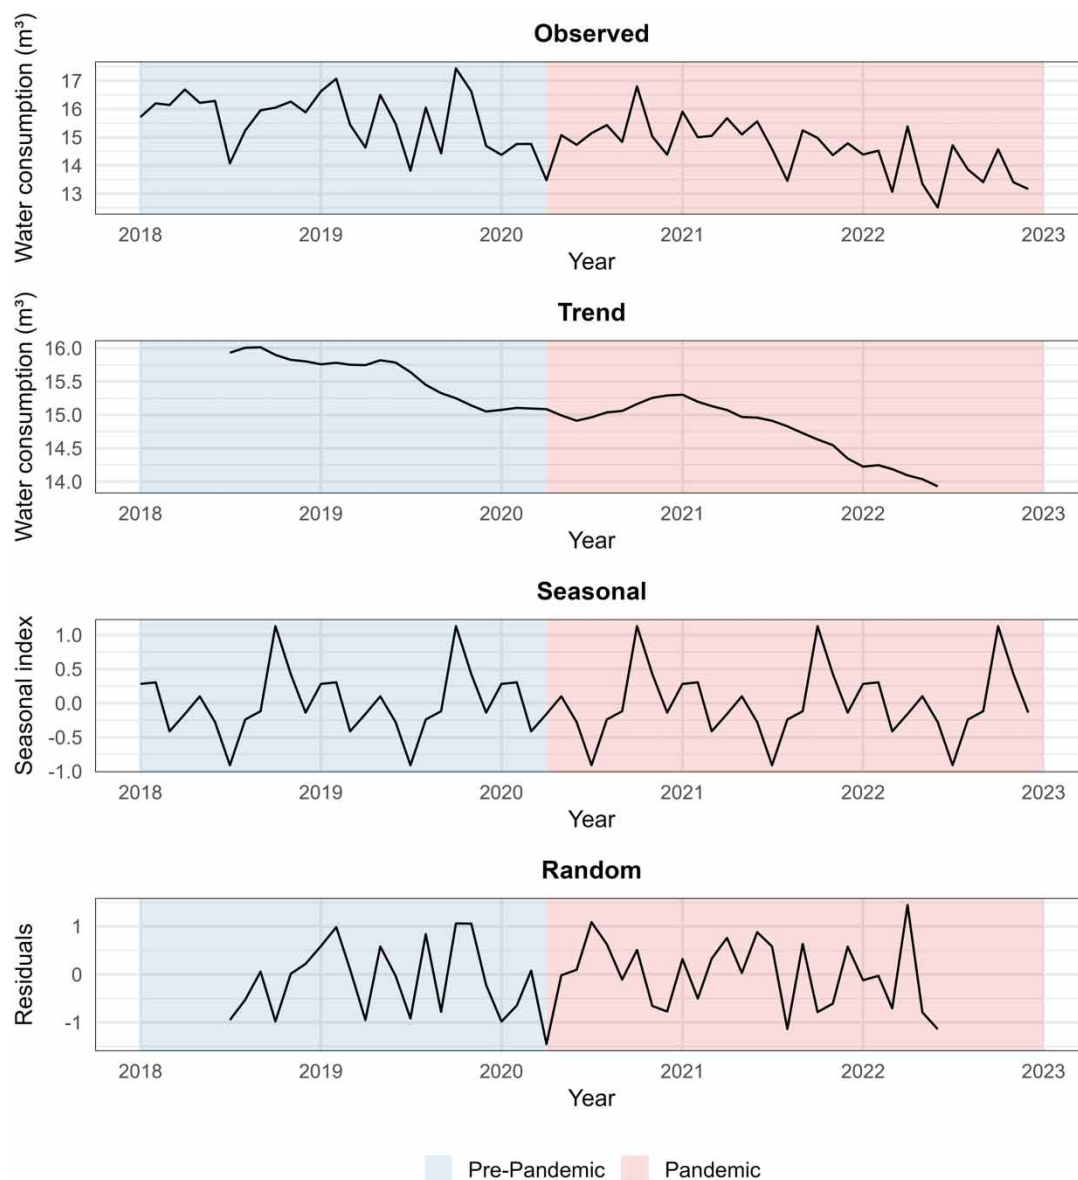 Observed
Water consumption (m³)
17
16
15
14
13
2018 2019 2020 2021 2022 2023
Year
Trend
Water consumption (m³)
16.0
15.5
15.0
14.5
14.0
2018 2019 2020 2021 2022 2023
Year
Seasonal
Seasonal index
1.0
0.5
0.0
-0.5
-1.0
2018 2019 2020 2021 2022 2023
Year
Random
Residuals
1
0
-1
2018 2019 2020 2021 2022 2023
Year
Pre-Pandemic Pandemic